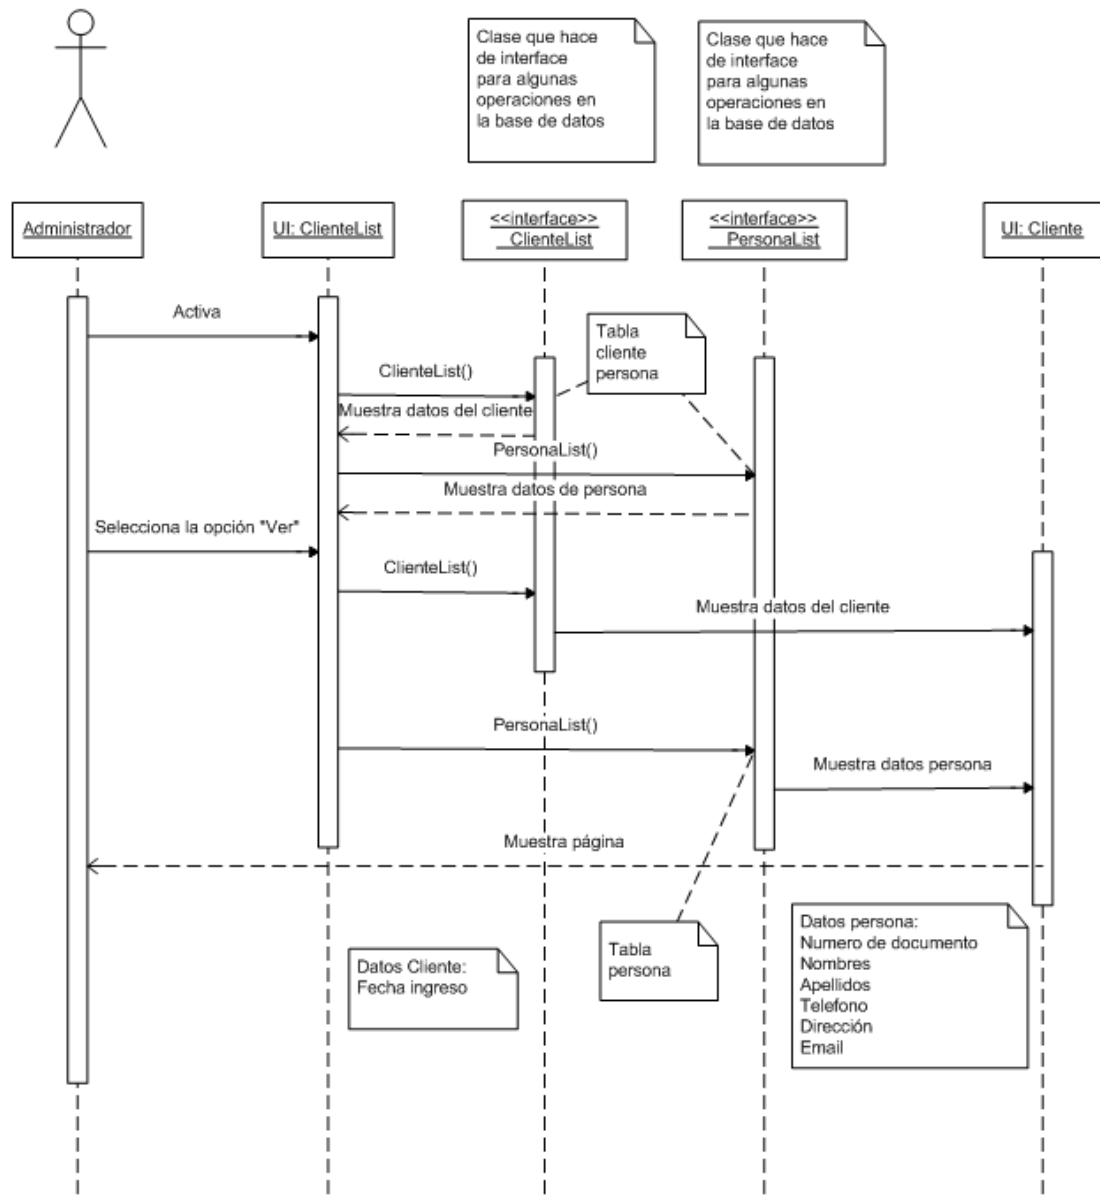 Clase que hace
de interface
para algunas
operaciones en
la base de datos
Clase que hace
de interface
para algunas
operaciones en
la base de datos
Administrador
UI: ClienteList
<<interface>>
ClienteList
<<interface>>
PersonaList
UI: Cliente
Activa
Tabla
cliente
persona
ClienteList()
Muestra datos del cliente
PersonaList()
Muestra datos de persona
Selecciona la opción "Ver"
ClienteList()
Muestra datos del cliente
PersonaList()
Muestra datos persona
Muestra página
Datos Cliente:
Fecha ingreso
Tabla
persona
Datos persona:
Numero de documento
Nombres
Apellidos
Telefono
Dirección
Email